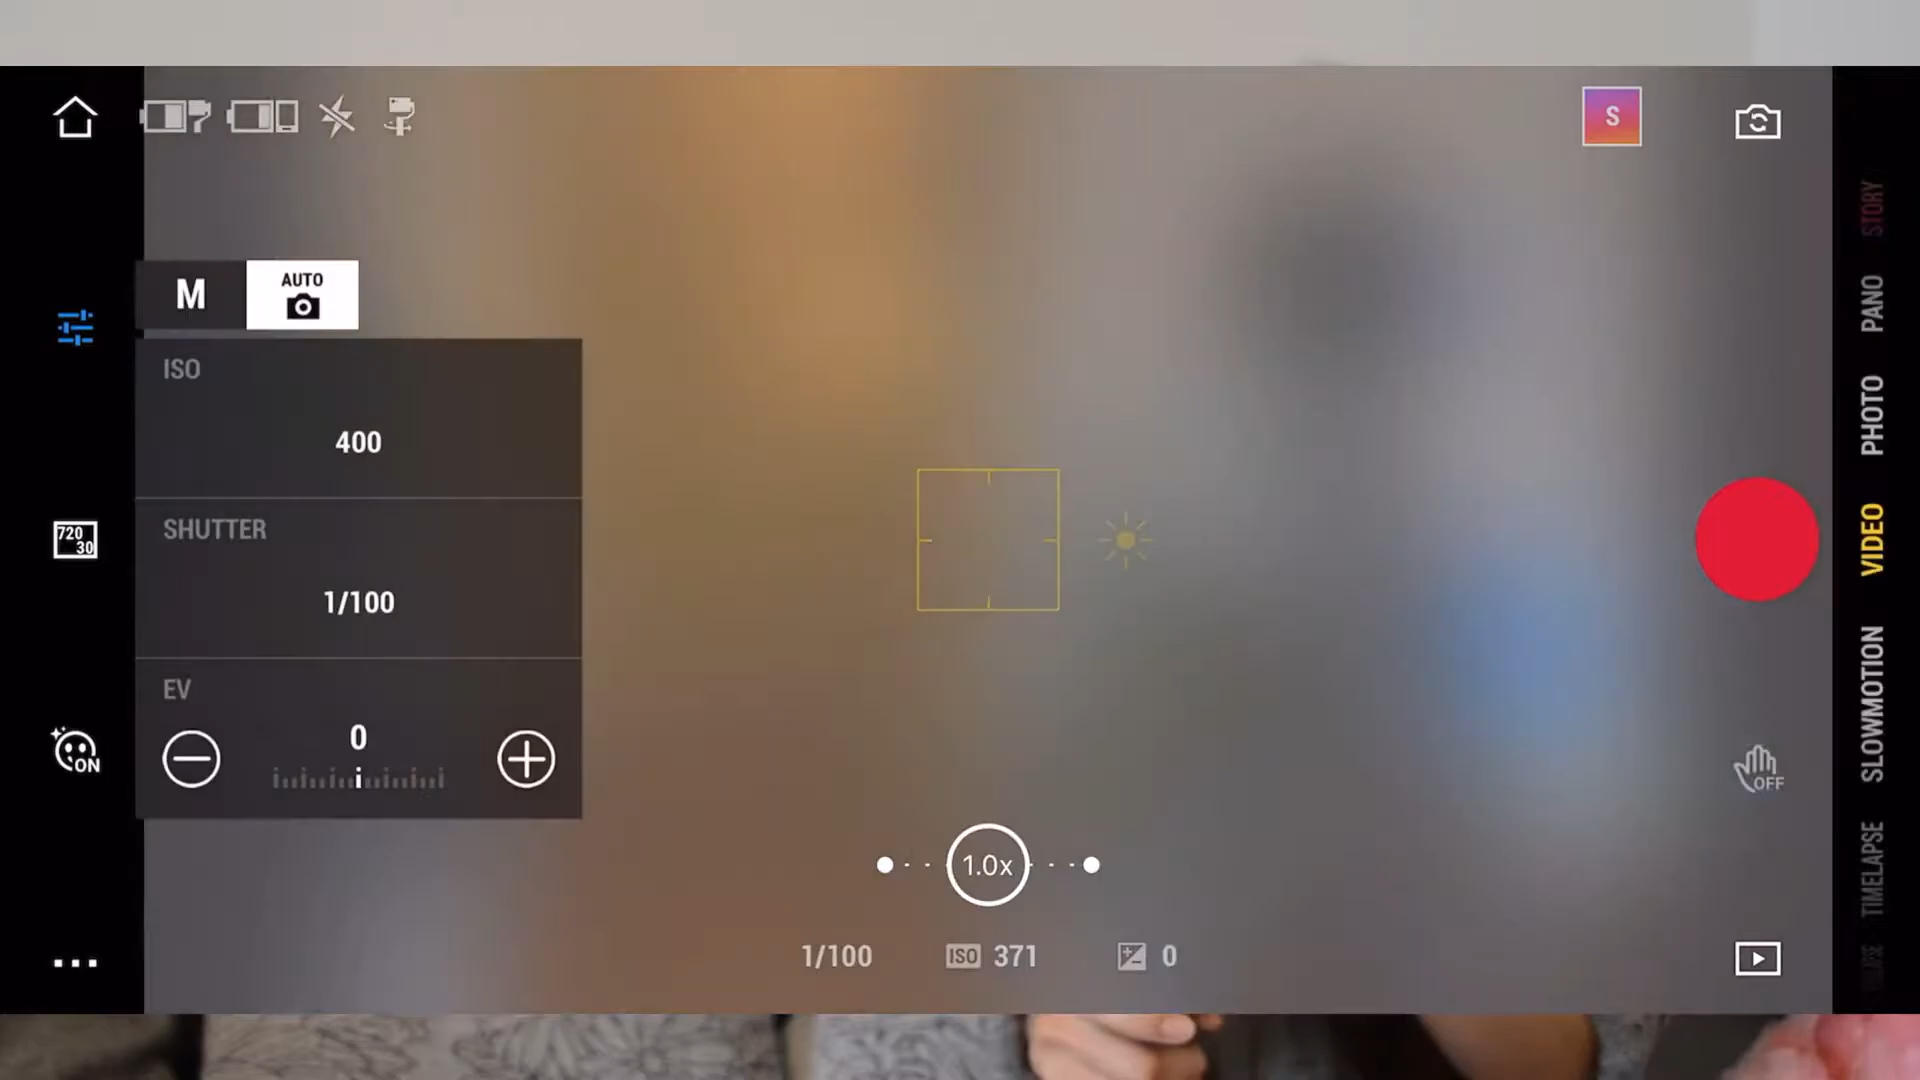 S
M
AUTO
ISO
400
SHUTTER
1/100
EV
0
720
30
ON
1.0x
1/100
ISO 371
0
STORY
PANO
PHOTO
VIDEO
SLOWMOTION
TIMELAPSE
OFF